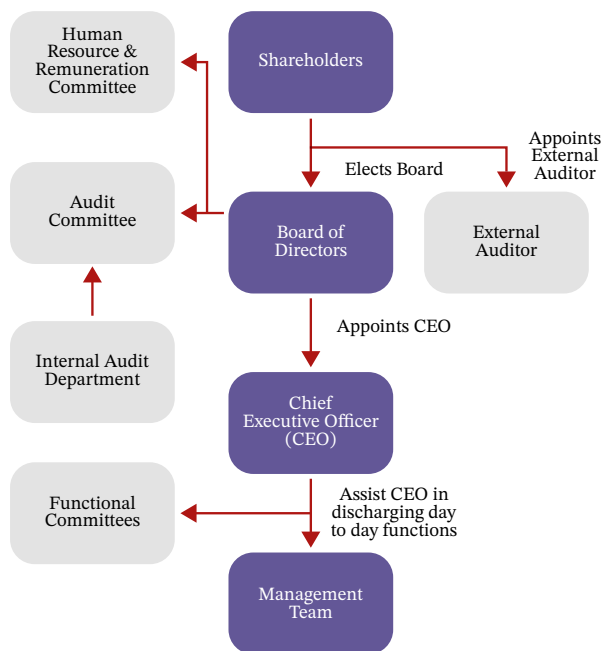 Human
Resource &
Remuneration
Committee
Shareholders
Appoints
External
Auditor
Elects Board
Audit
Committee
Board of
Directors
External
Auditor
Appoints CEO
Internal Audit
Department
Chief
Executive Officer
(CEO)
Functional
Committees
Assist CEO in
discharging day
to day functions
Management
Team